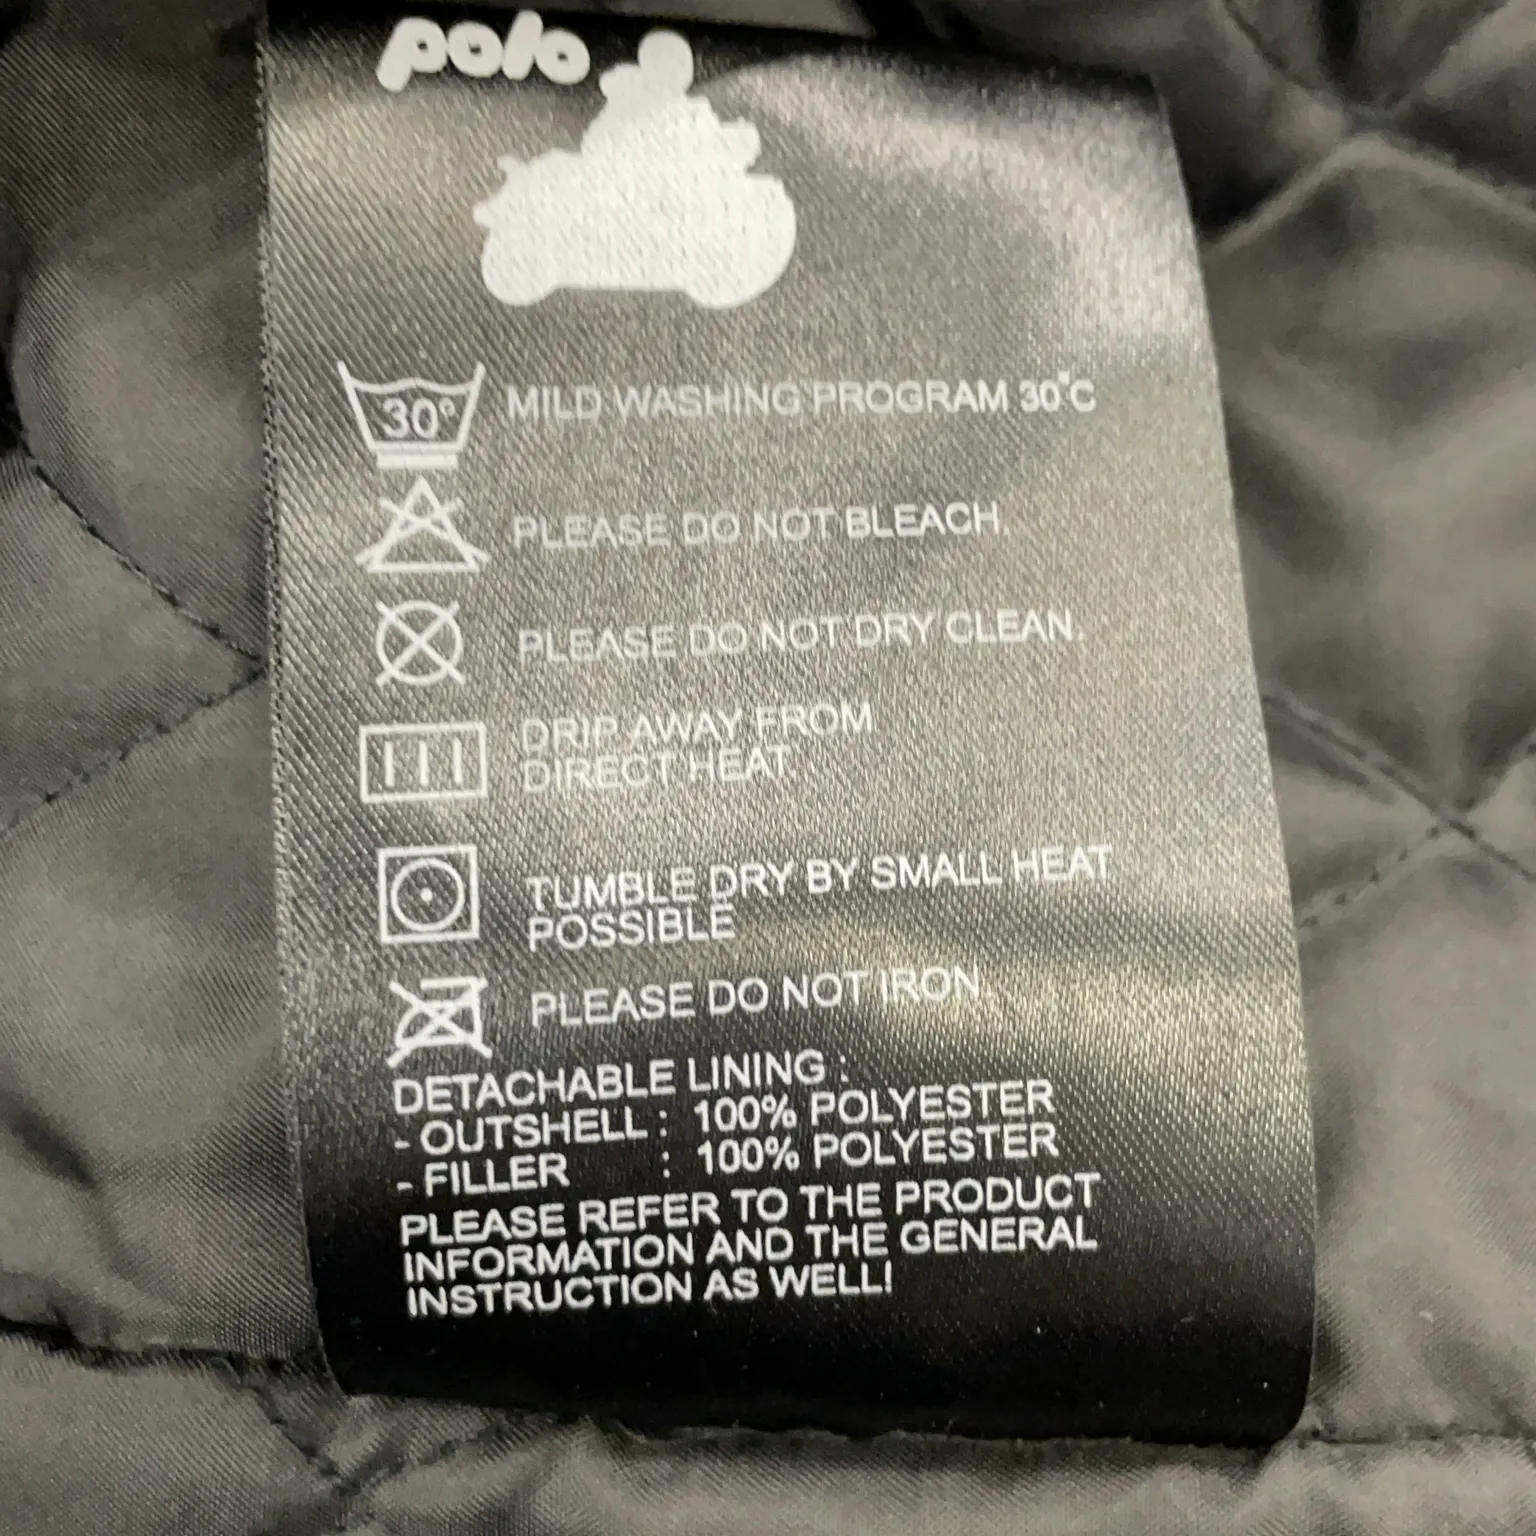 polo
30° MILD WASHING PROGRAM 30°C
PLEASE DO NOT BLEACH.
PLEASE DO NOT DRY CLEAN.
DRIP AWAY FROM
DIRECT HEAT.
TUMBLE DRY BY SMALL HEAT
POSSIBLE
PLEASE DO NOT IRON.
DETACHABLE LINING :
- OUTSHELL : 100% POLYESTER
- FILLER : 100% POLYESTER
PLEASE REFER TO THE PRODUCT
INFORMATION AND THE GENERAL
INSTRUCTION AS WELL!